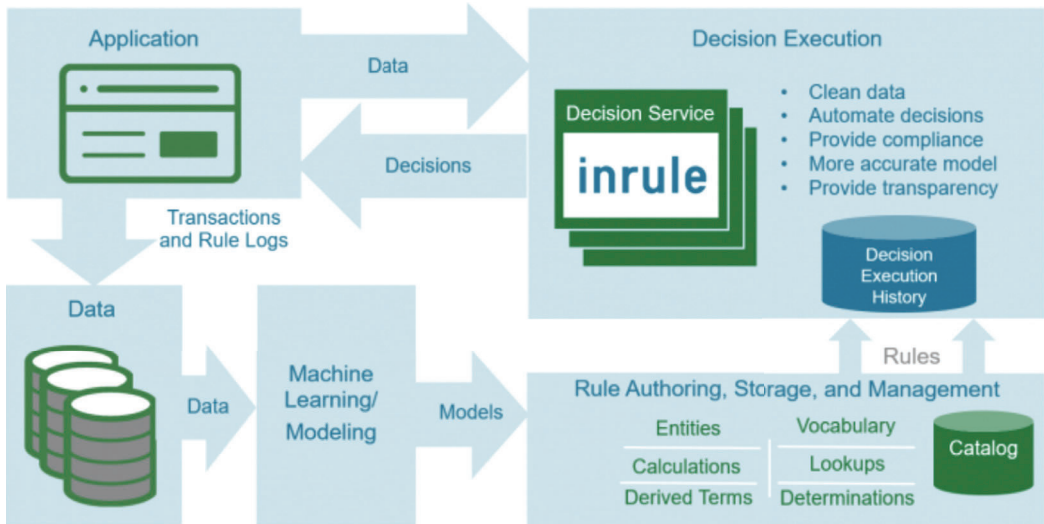 Application
Data
Decisions
Transactions
and Rule Logs
Decision Execution
Decision Service
inrule
• Clean data
• Automate decisions
• Provide compliance
• More accurate model
• Provide transparency
Decision
Execution
History
Data
Data
Machine
Learning/
Modeling
Models
Rules
Rule Authoring, Storage, and Management
Entities
Vocabulary
Calculations
Lookups
Derived Terms
Determinations
Catalog